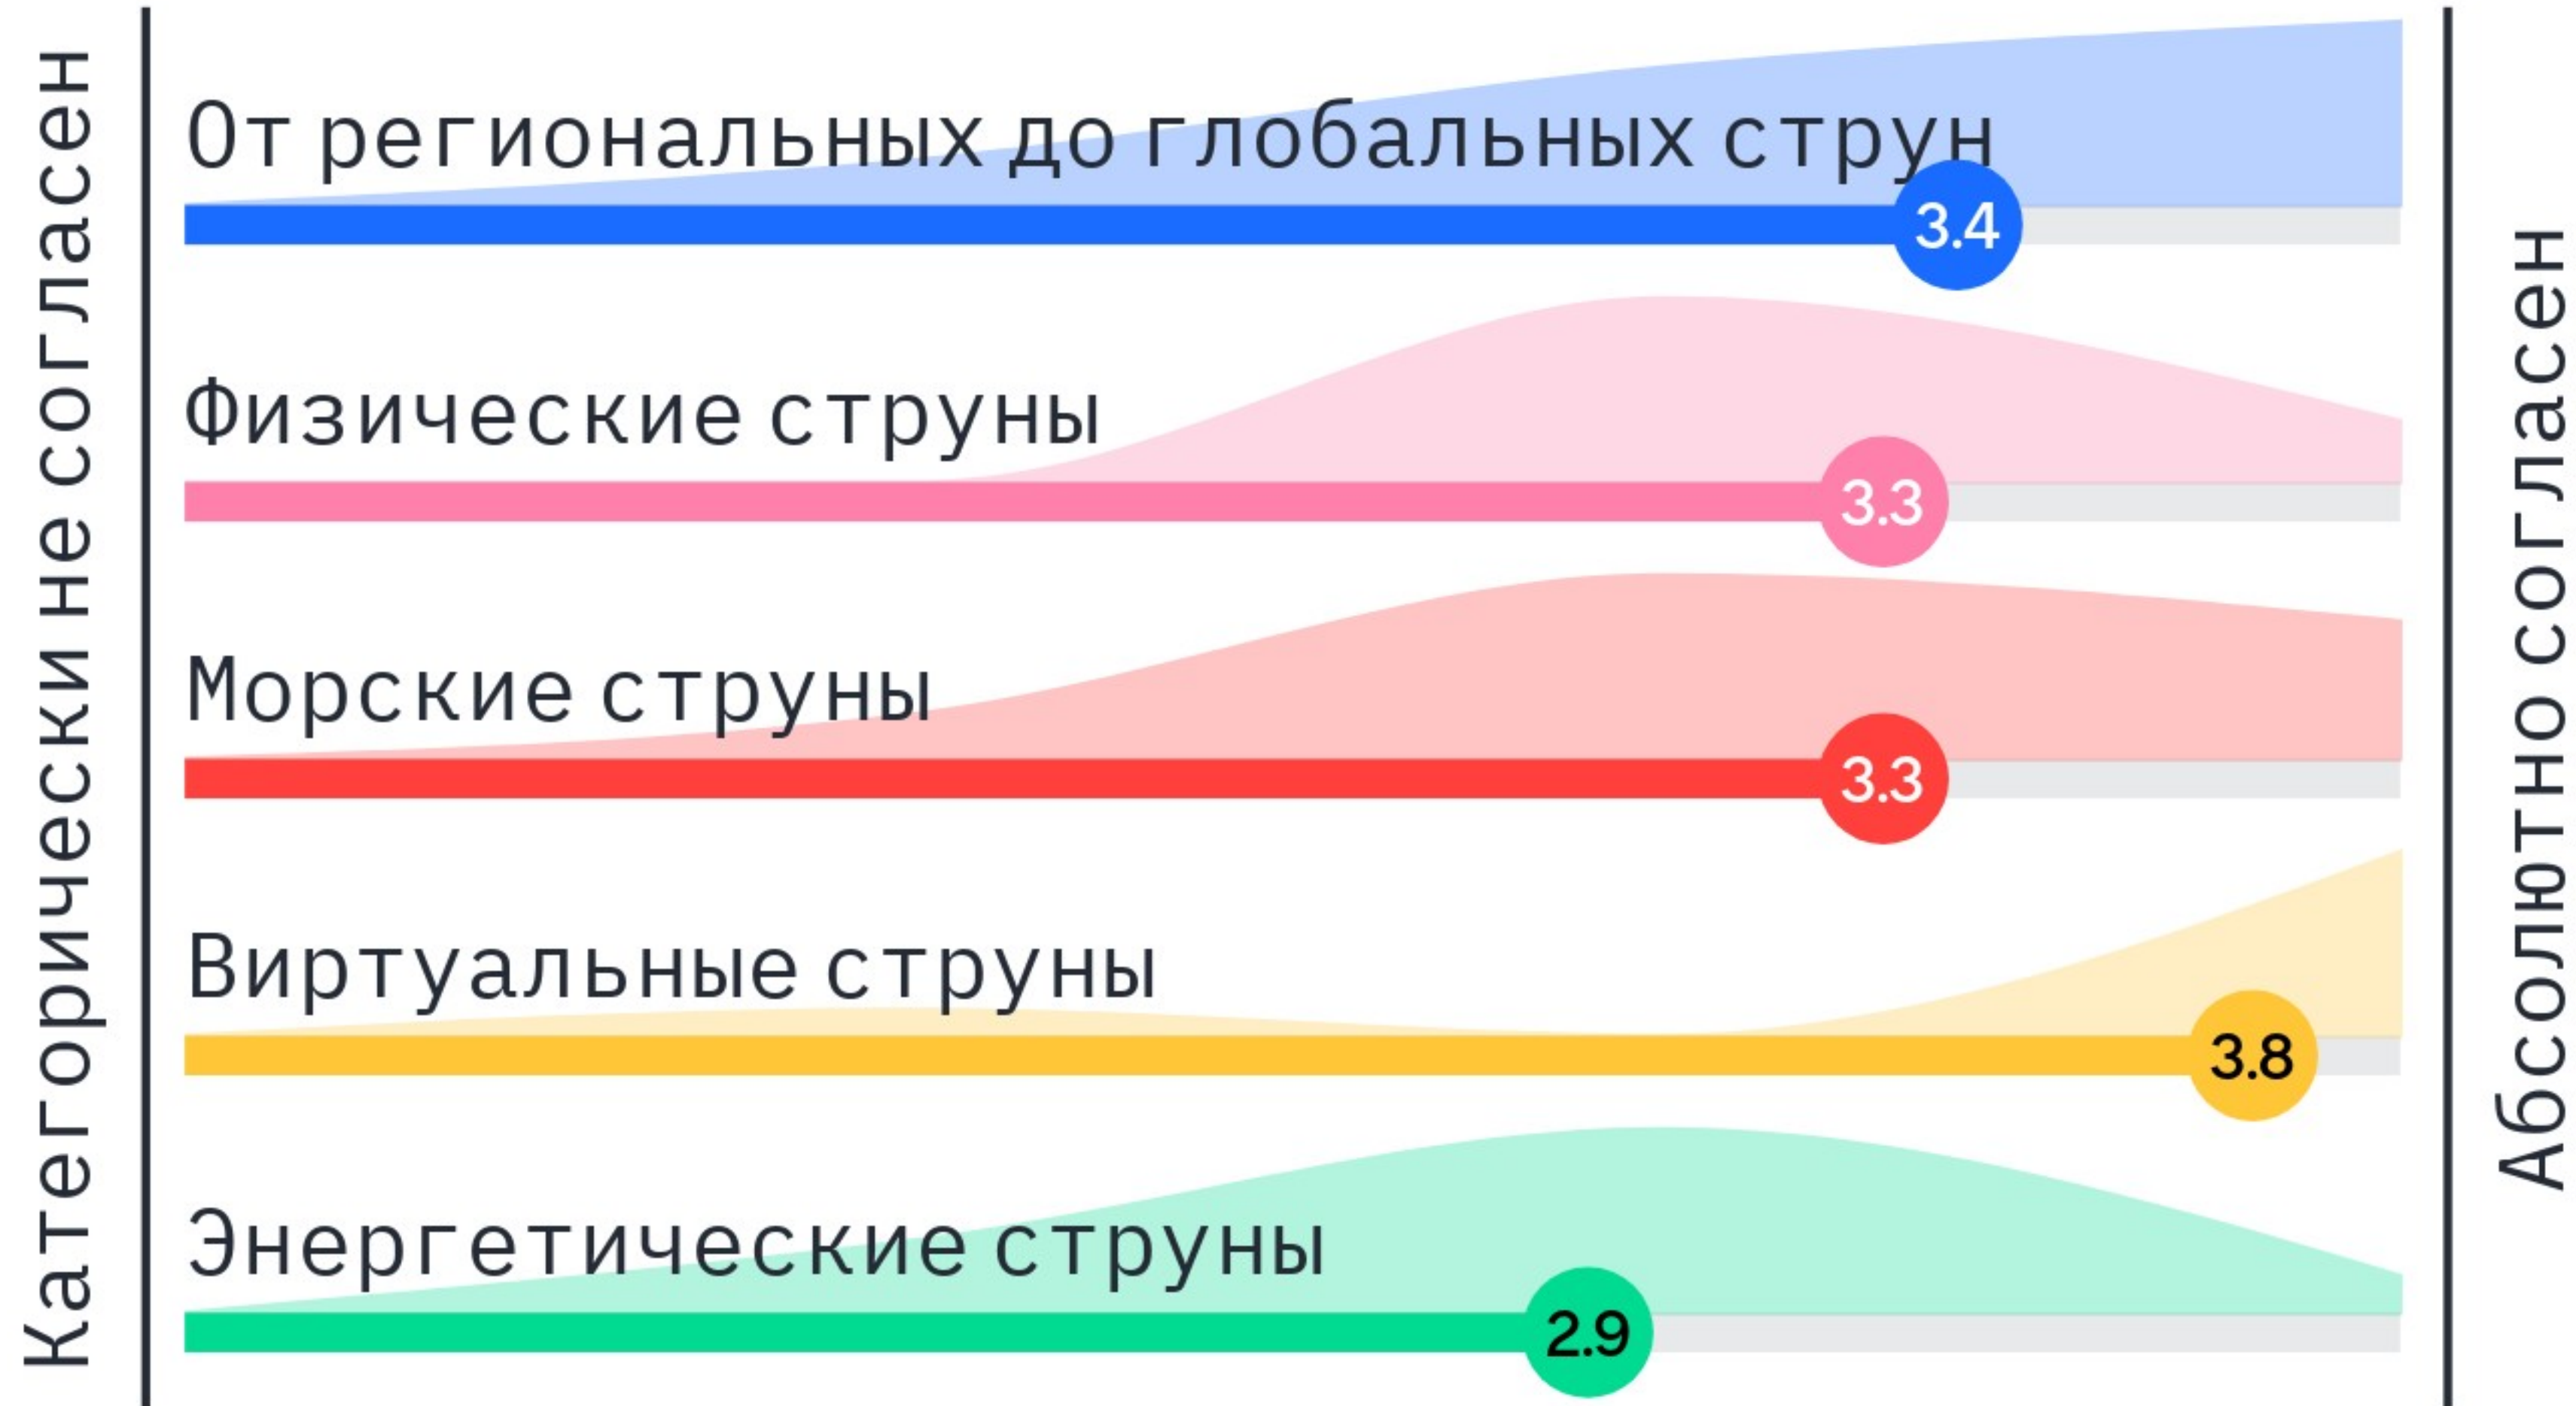 Категорически не согласен
От региональных до глобальных струн
3.4
Физические струны
3.3
Морские струны
3.3
Виртуальные струны
3.8
Энергетические струны
2.9
Абсолютно согласен